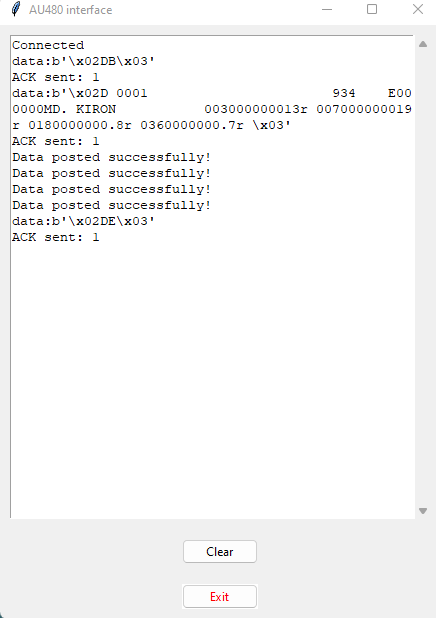 AU480 interface
Connected
data:b'\x02DB\x03'
ACK sent: 1
data:b'\x02D 0001                       934    E00
0000MD. KIRON           003000000013r 007000000019
r 0180000000.8r 0360000000.7r \x03'
ACK sent: 1
Data posted successfully!
Data posted successfully!
Data posted successfully!
Data posted successfully!
data:b'\x02DE\x03'
ACK sent: 1
Clear
Exit